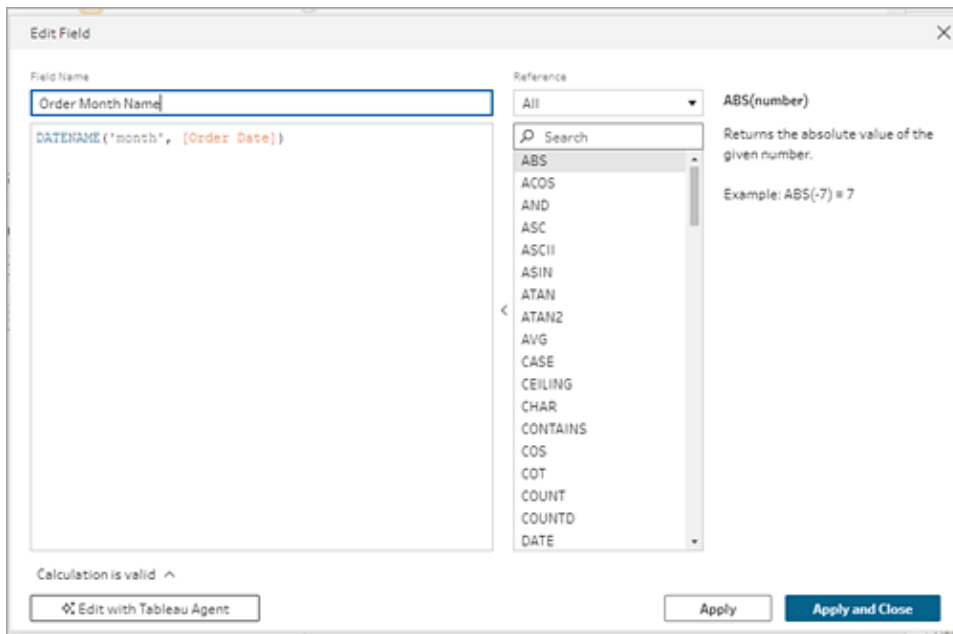 Edit Field
Field Name
Order Month Name
DATENAME('month', [Order Date])
Reference
All
Search
ABS
ACOS
AND
ASC
ASCII
ASIN
ATAN
ATAN2
AVG
CASE
CEILING
CHAR
CONTAINS
COS
COT
COUNT
COUNTD
DATE
ABS(number)
Returns the absolute value of the
given number.
Example: ABS(-7) = 7
Calculation is valid
Edit with Tableau Agent
Apply
Apply and Close